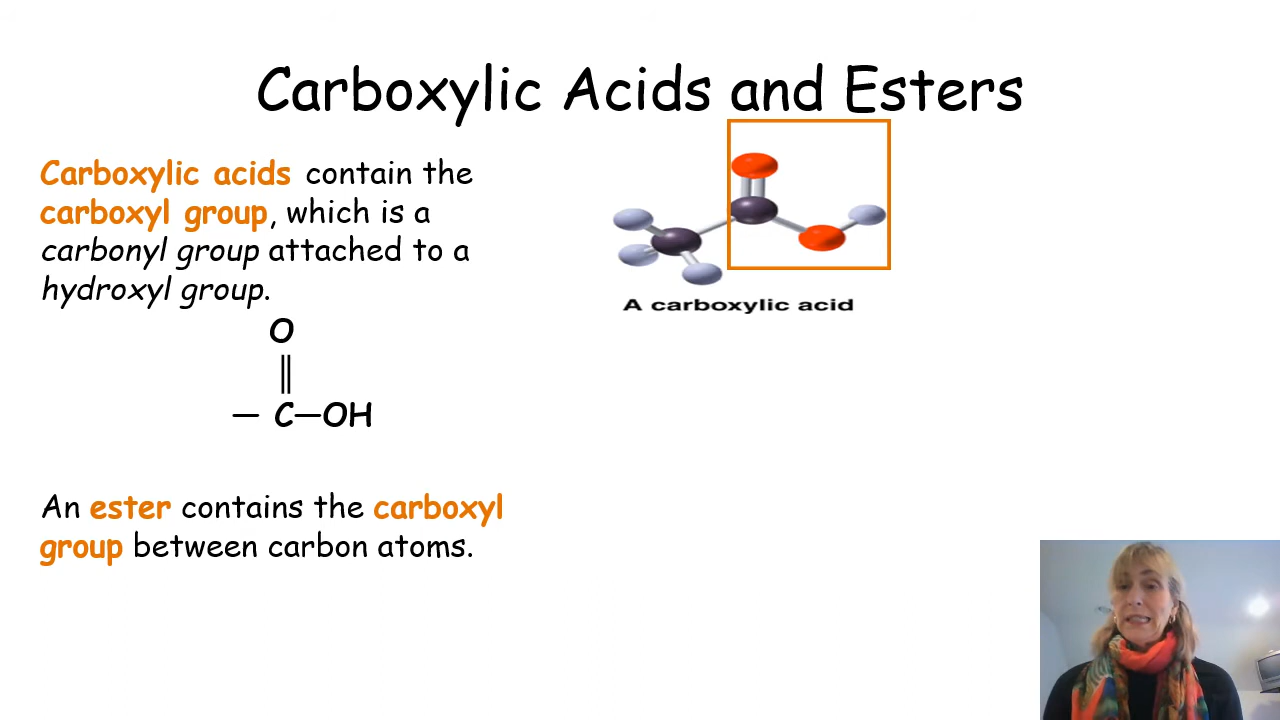 Carboxylic Acids and Esters
Carboxylic acids contain the
carboxyl group, which is a
carbonyl group attached to a
hydroxyl group.
O
‖
— C—OH
An ester contains the carboxyl
group between carbon atoms.
A carboxylic acid